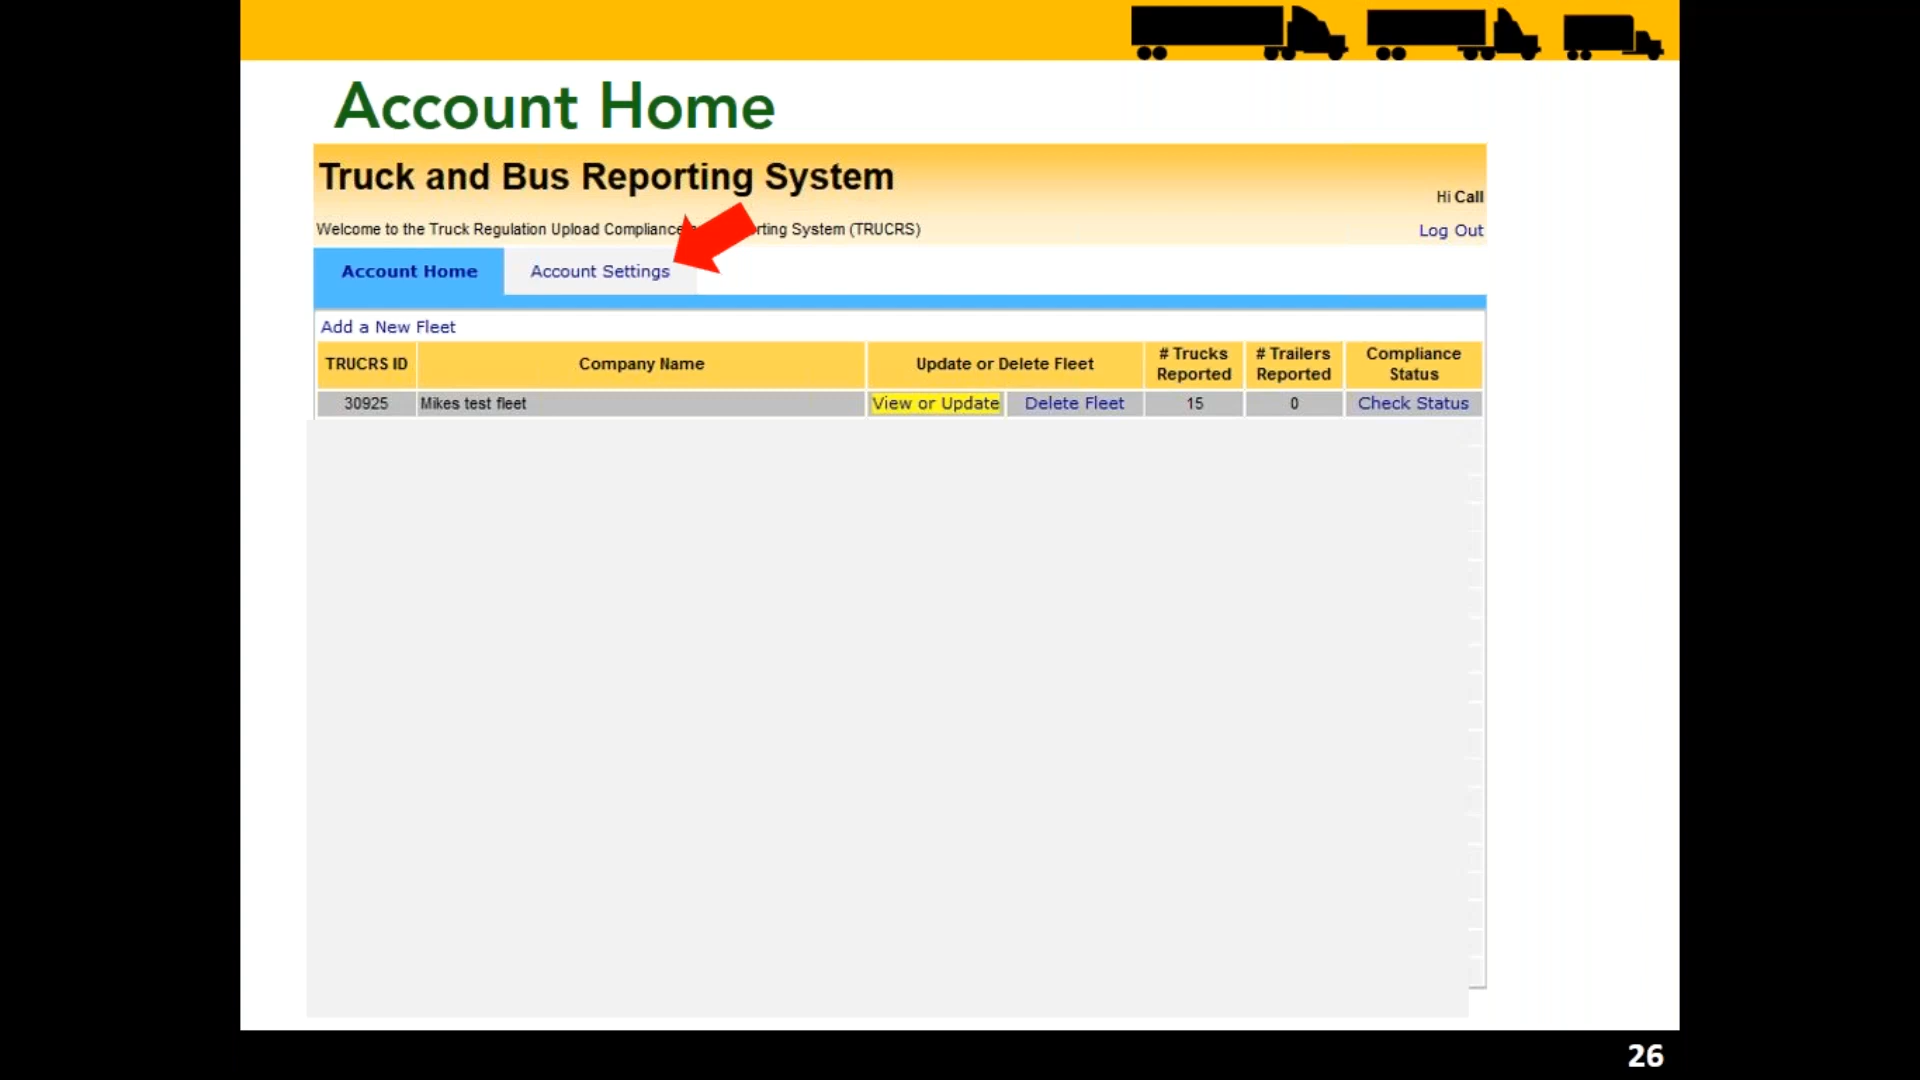 Account Home
Truck and Bus Reporting System
Hi Call
Welcome to the Truck Regulation Upload Compliance rting System (TRUCRS)
Log Out
Account Home Account Settings
Add a New Fleet
TRUCRS ID Company Name Update or Delete Fleet # Trucks Reported # Trailers Reported Compliance Status
30925 Mikes test fleet View or Update Delete Fleet 15 0 Check Status
26